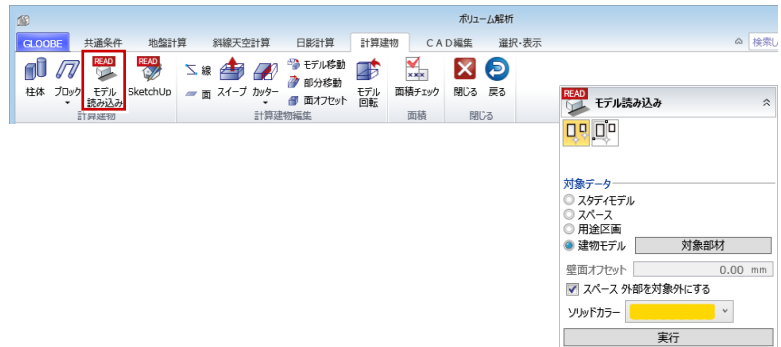 ボリューム解析
GLOOBE 共通条件 地盤計算 斜線天空計算 日影計算 計算建物 CAD編集 選択・表示 検索し
柱体
ブロック
READ
モデル
読み込み
READ
SketchUp
計算建物
線
面
スイープ
カッター
モデル移動
部分移動
面オフセット
モデル
回転
計算建物編集
面積チェック
面積
閉じる
戻る
閉じる
READ
モデル読み込み
対象データ
スタディモデル
スペース
用途区画
建物モデル 対象部材
壁面オフセット 0.00 mm
スペース 外部を対象外にする
ソリッドカラー
実行